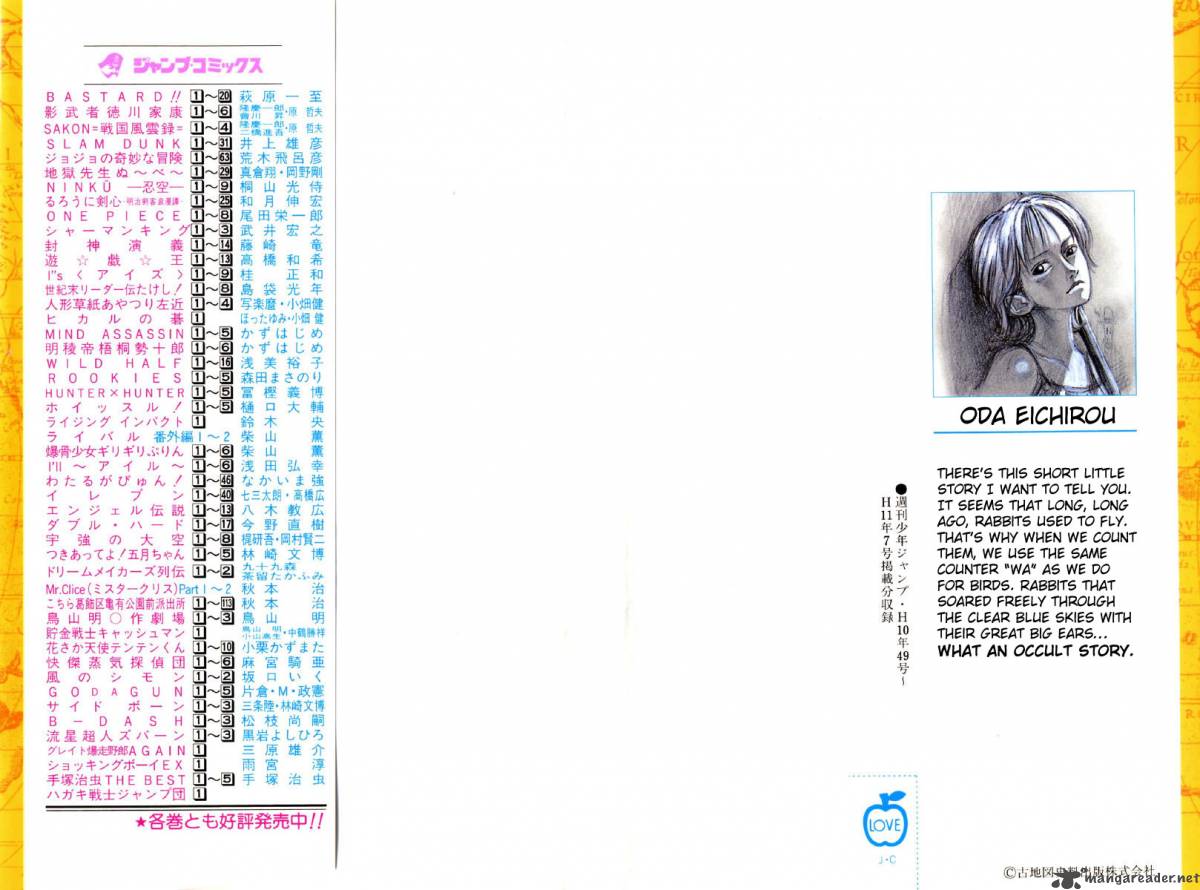 ジャンプ・コミックス
BASTARD!! 1〜20 萩原一至
影武者徳川家康 1〜6 隆慶一郎・會川昇・原哲夫
SAKON=戦国風雲録= 1〜4 隆慶一郎・二橋進吾・原哲夫
SLAM DUNK 1〜31 井上雄彦
ジョジョの奇妙な冒険 1〜63 荒木飛呂彦
地獄先生ぬ〜べ〜 1〜29 真倉翔・岡野剛
NINKŪ —忍空— 1〜9 桐山光侍
るろうに剣心-明治剣客浪漫譚- 1〜25 和月伸宏
ONE PIECE 1〜8 尾田栄一郎
シャーマンキング 1〜3 武井宏之
封神演義 1〜14 藤崎竜
遊☆戯☆王 1〜13 高橋和希
I"s〈アイズ〉 1〜9 桂正和
世紀末リーダー伝たけし! 1〜8 島袋光年
人形草紙あやつり左近 1〜4 写楽麿・小畑健
ヒカルの碁 1 ほったゆみ・小畑健
MIND ASSASSIN 1〜5 かずはじめ
明稜帝梧桐勢十郎 1〜6 かずはじめ
WILD HALF 1〜16 浅美裕子
ROOKIES 1〜5 森田まさのり
HUNTER×HUNTER 1〜5 冨樫義博
ホイッスル! 1〜5 樋口大輔
ライジングインパクト 1 鈴木央
ライバル 番外編1〜2 柴山薫
爆骨少女ギリギリぷりん 1〜6 柴山薫
I'll 〜アイル〜 1〜6 浅田弘幸
わたるがぴゅん! 1〜46 なかいま強
イレブン 1〜40 七三太朗・高橋広
エンジェル伝説 1〜13 八木教広
ダブル・ハード 1〜17 今野直樹
宇強の大空 1〜8 梶研吾・岡村賢二
つきあってよ!五月ちゃん 1〜5 林崎文博
ドリームメイカーズ列伝 1〜2 九十九森・茶留たかふみ
Mr.Clice(ミスタークリス)Part 1〜2 秋本治
こちら葛飾区亀有公園前派出所 1〜113 秋本治
鳥山明○作劇場 1〜3 鳥山明
貯金戦士キャッシュマン 1 鳥山明・小山高生・中鶴勝祥
花さか天使テンテンくん 1〜10 小栗かずまた
快傑蒸気探偵団 1〜6 麻宮騎亜
風のシモン 1〜2 坂口いく
GODAGUN 1〜5 片倉・M・政憲
サイドボーン 1〜3 三条陸・林崎文博
B-DASH 1〜3 松枝尚嗣
流星超人ズバーン 1〜3 黒岩よしひろ
グレイト爆走野郎AGAIN 1 三原雄介
ショッキングボーイEX 1 雨宮淳
手塚治虫THE BEST 1〜5 手塚治虫
ハガキ戦士ジャンプ団 1
★各巻とも好評発売中!!
●週刊少年ジャンプ・H10年49号〜
H11年7号掲載分収録
ODA EICHIROU
THERE'S THIS SHORT LITTLE
STORY I WANT TO TELL YOU.
IT SEEMS THAT LONG, LONG
AGO, RABBITS USED TO FLY.
THAT'S WHY WHEN WE COUNT
THEM, WE USE THE SAME
COUNTER "WA" AS WE DO
FOR BIRDS. RABBITS THAT
SOARED FREELY THROUGH
THE CLEAR BLUE SKIES WITH
THEIR GREAT BIG EARS...
WHAT AN OCCULT STORY.
LOVE
J・C
©古地図史料出版株式会社
mangareader.net